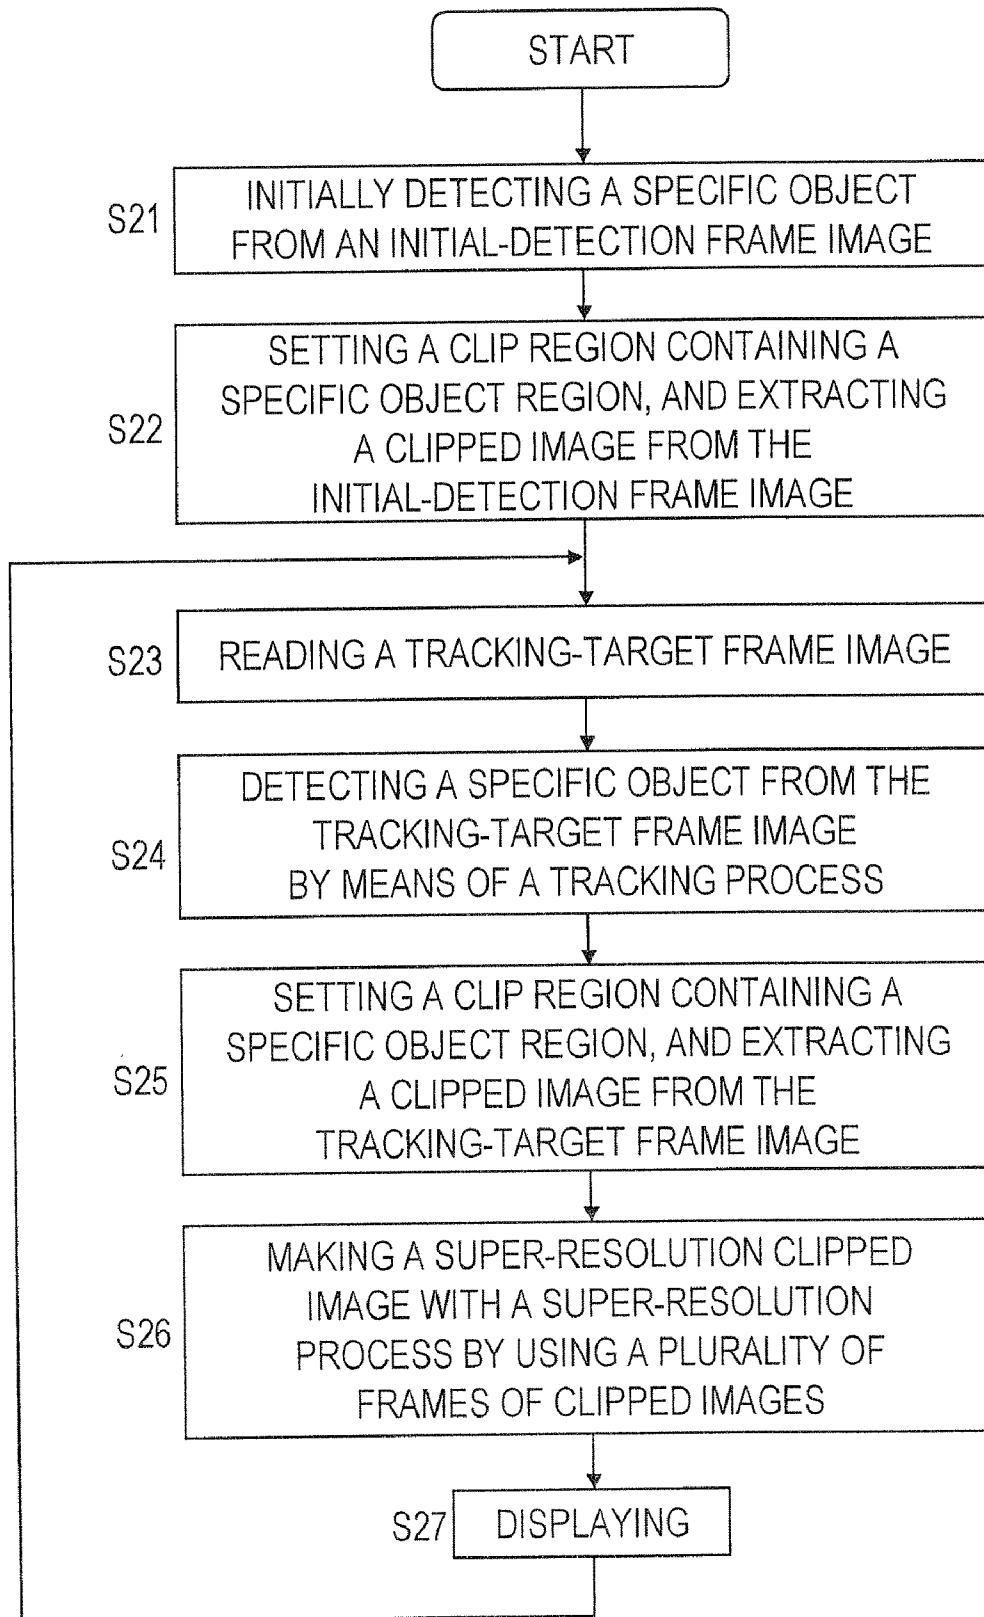 START
S21
INITIALLY DETECTING A SPECIFIC OBJECT
FROM AN INITIAL-DETECTION FRAME IMAGE
S22
SETTING A CLIP REGION CONTAINING A
SPECIFIC OBJECT REGION, AND EXTRACTING
A CLIPPED IMAGE FROM THE
INITIAL-DETECTION FRAME IMAGE
S23
READING A TRACKING-TARGET FRAME IMAGE
S24
DETECTING A SPECIFIC OBJECT FROM THE
TRACKING-TARGET FRAME IMAGE
BY MEANS OF A TRACKING PROCESS
S25
SETTING A CLIP REGION CONTAINING A
SPECIFIC OBJECT REGION, AND EXTRACTING
A CLIPPED IMAGE FROM THE
TRACKING-TARGET FRAME IMAGE
S26
MAKING A SUPER-RESOLUTION CLIPPED
IMAGE WITH A SUPER-RESOLUTION
PROCESS BY USING A PLURALITY OF
FRAMES OF CLIPPED IMAGES
S27
DISPLAYING